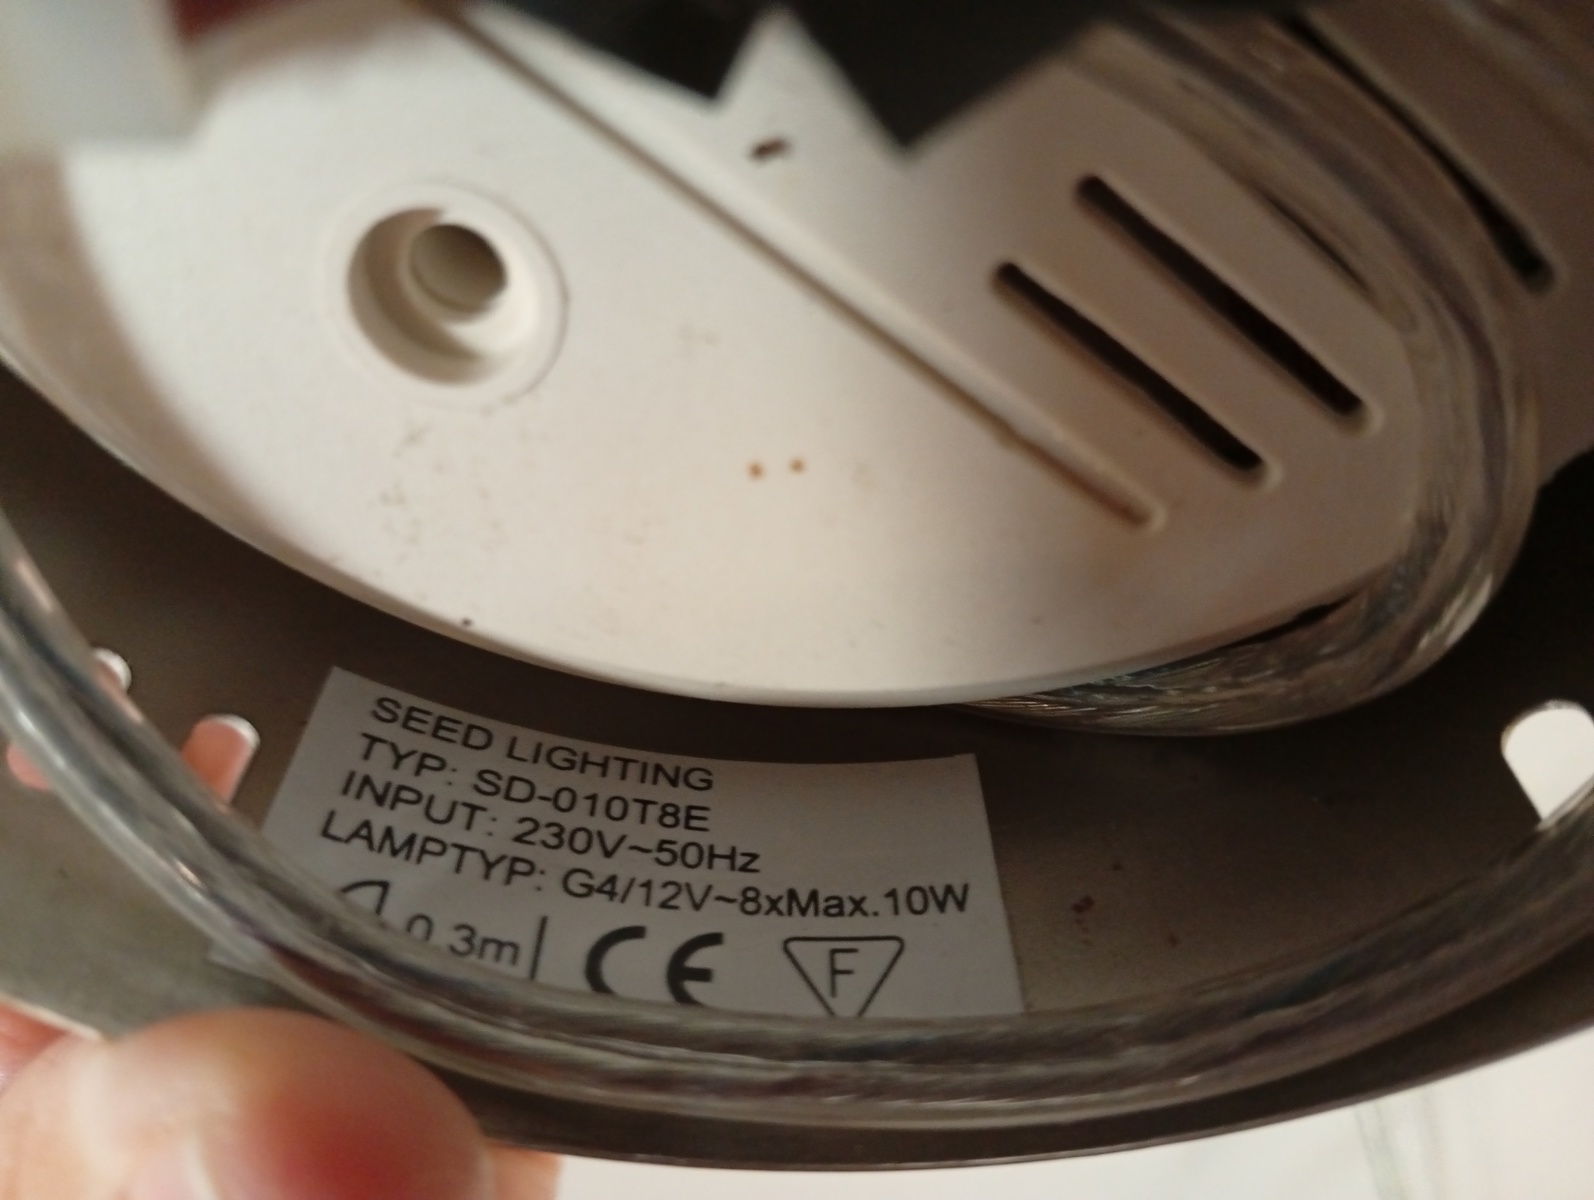 SEED LIGHTING
TYP: SD-010T8E
INPUT: 230V~50Hz
LAMPTYP: G4/12V~8xMax.10W
0.3m CE F